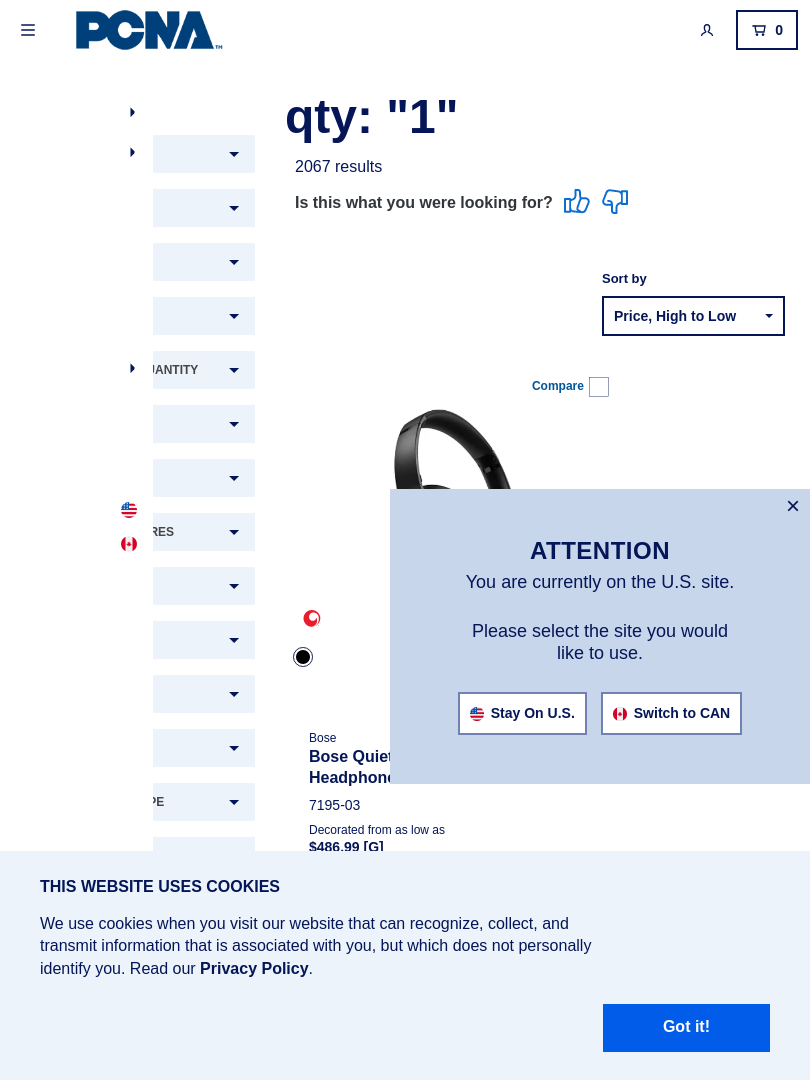 PCNA™
0
qty: "1"
2067 results
Is this what you were looking for?
Sort by
Price, High to Low
Compare
UANTITY
RES
PE
×
ATTENTION
You are currently on the U.S. site.
Please select the site you would
like to use.
Stay On U.S.
Switch to CAN
Bose
Bose Quiet
Headphone
7195-03
Decorated from as low as
$486.99 [G]
THIS WEBSITE USES COOKIES
We use cookies when you visit our website that can recognize, collect, and
transmit information that is associated with you, but which does not personally
identify you. Read our Privacy Policy.
Got it!